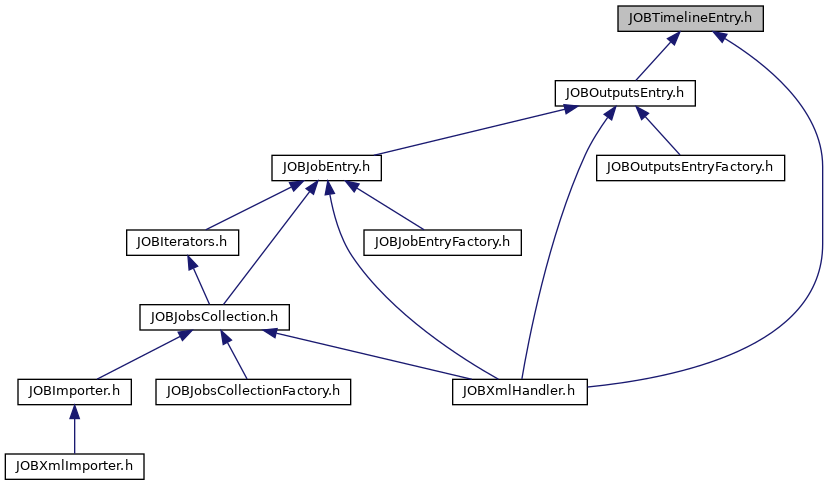 JOBTimelineEntry.h
JOBOutputsEntry.h
JOBJobEntry.h
JOBOutputsEntryFactory.h
JOBIterators.h
JOBJobEntryFactory.h
JOBJobsCollection.h
JOBImporter.h
JOBJobsCollectionFactory.h
JOBXmlHandler.h
JOBXmlImporter.h